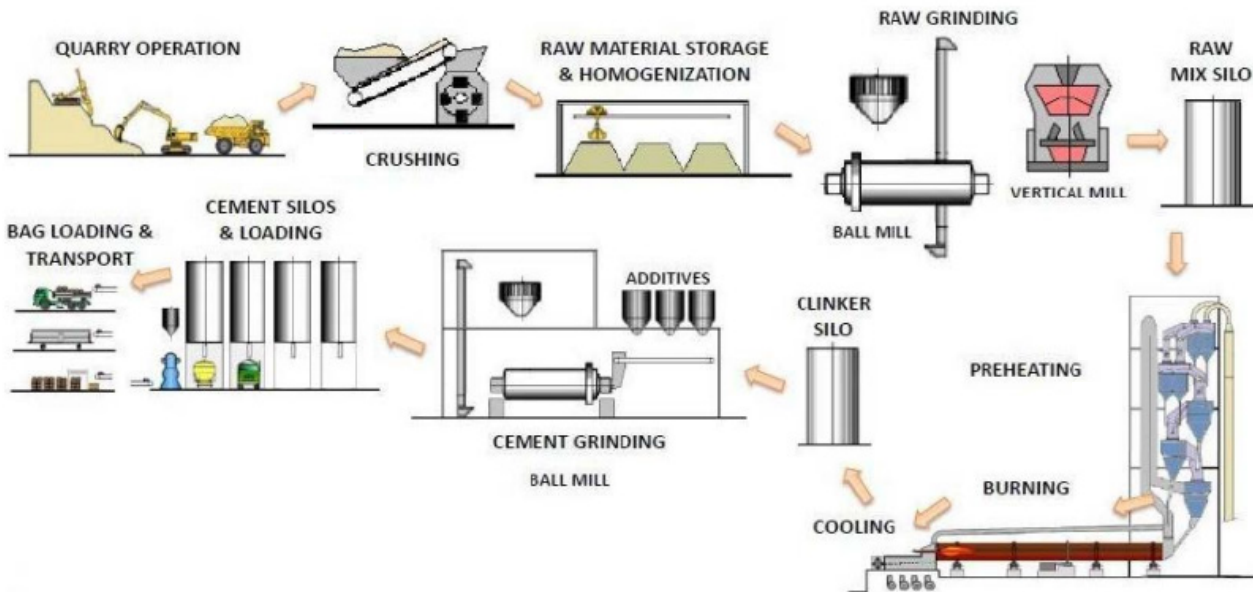 QUARRY OPERATION
CRUSHING
RAW MATERIAL STORAGE
& HOMOGENIZATION
RAW GRINDING
BALL MILL
VERTICAL MILL
RAW
MIX SILO
PREHEATING
BURNING
COOLING
CLINKER
SILO
ADDITIVES
CEMENT GRINDING
BALL MILL
CEMENT SILOS
& LOADING
BAG LOADING &
TRANSPORT